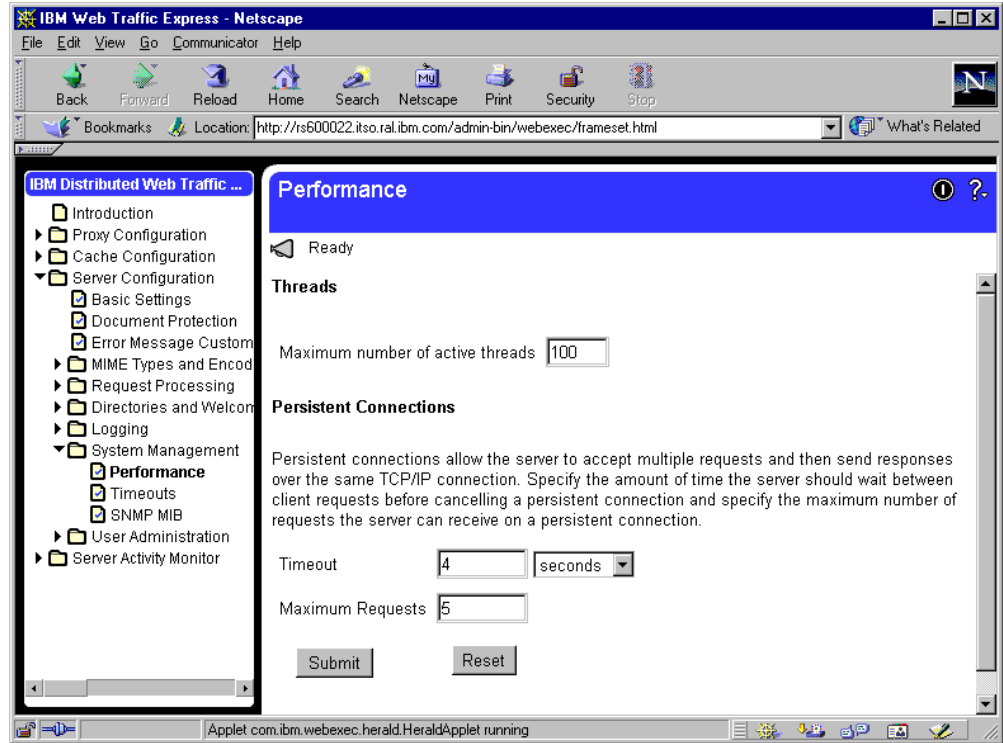 IBM Web Traffic Express - Netscape
File Edit View Go Communicator Help
My
N
Back Forward Reload Home Search Netscape Print Security Stop
Bookmarks Location: http://rs600022.itso.ral.ibm.com/admin-bin/webexec/frameset.html What's Related
IBM Distributed Web Traffic ...
Introduction
Proxy Configuration
Cache Configuration
Server Configuration
Basic Settings
Document Protection
Error Message Custom
MIME Types and Encod
Request Processing
Directories and Welcom
Logging
System Management
Performance
Timeouts
SNMP MIB
User Administration
Server Activity Monitor
Performance
?
Ready
Threads
Maximum number of active threads 100
Persistent Connections
Persistent connections allow the server to accept multiple requests and then send responses
over the same TCP/IP connection. Specify the amount of time the server should wait between
client requests before cancelling a persistent connection and specify the maximum number of
requests the server can receive on a persistent connection.
Timeout 4 seconds
Maximum Requests 5
Submit Reset
Applet com.ibm.webexec.herald.HeraldApplet running